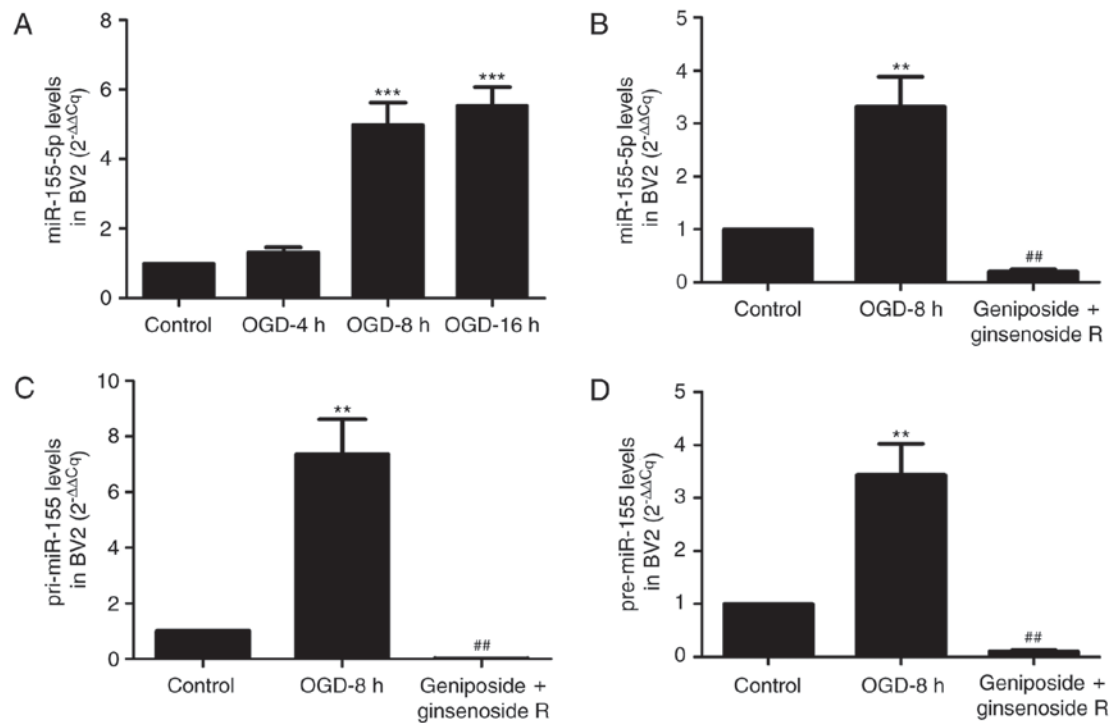 A
miR-155-5p levels
in BV2 (2-ΔΔCq)
8
6
4
2
0
***
***
Control
OGD-4 h
OGD-8 h
OGD-16 h
B
miR-155-5p levels
in BV2 (2-ΔΔCq)
5
4
3
2
1
0
**
##
Control
OGD-8 h
Geniposide +
ginsenoside R
C
pri-miR-155 levels
in BV2 (2-ΔΔCq)
10
8
6
4
2
0
**
##
Control
OGD-8 h
Geniposide +
ginsenoside R
D
pre-miR-155 levels
in BV2 (2-ΔΔCq)
5
4
3
2
1
0
**
##
Control
OGD-8 h
Geniposide +
ginsenoside R